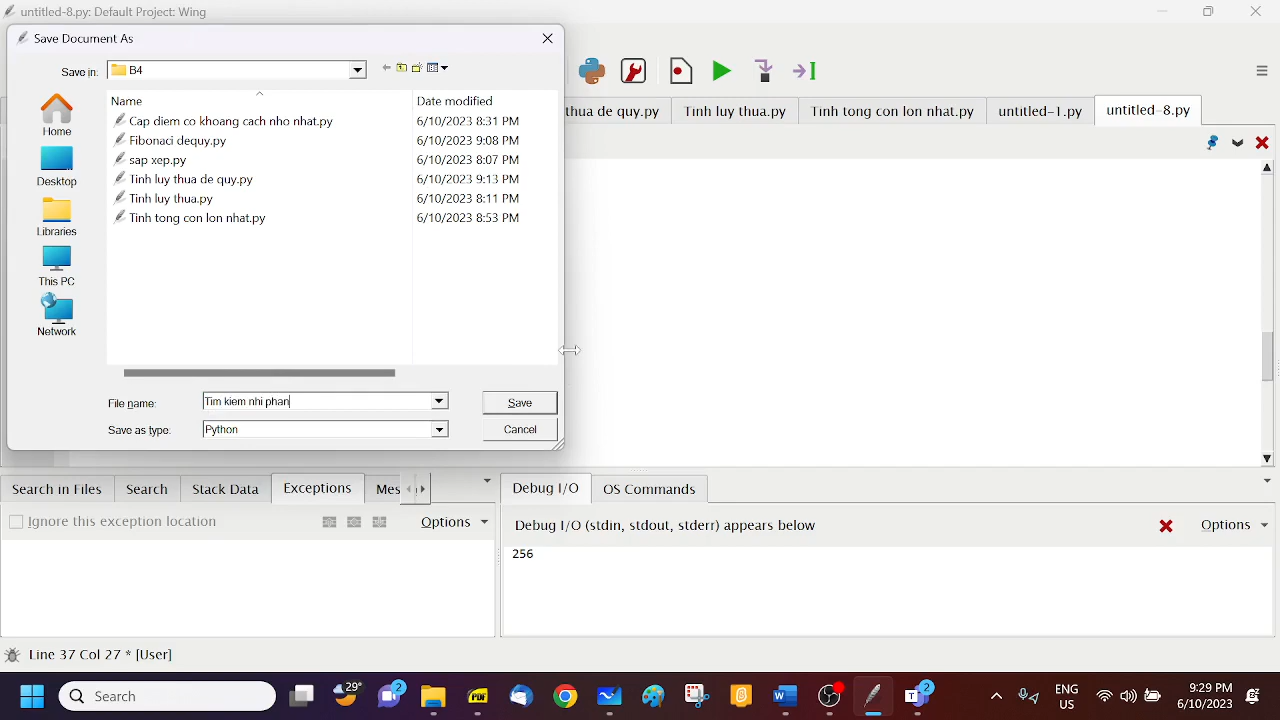 untitled-8.py: Default Project: Wing
Save Document As
Save in:
B4
Name
Date modified
Cap diem co khoang cach nho nhat.py
6/10/2023 8:31 PM
Fibonaci dequy.py
6/10/2023 9:08 PM
sap xep.py
6/10/2023 8:07 PM
Tinh luy thua de quy.py
6/10/2023 9:13 PM
Tinh luy thua.py
6/10/2023 8:11 PM
Tinh tong con lon nhat.py
6/10/2023 8:53 PM
Home
Desktop
Libraries
This PC
Network
File name:
Tim kiem nhi phan
Save
Save as type:
Python
Cancel
thua de quy.py
Tinh luy thua.py
Tinh tong con lon nhat.py
untitled-1.py
untitled-8.py
Search in Files
Search
Stack Data
Exceptions
Mes
Debug I/O
OS Commands
Ignore this exception location
Options
Debug I/O (stdin, stdout, stderr) appears below
Options
256
Line 37 Col 27 * [User]
Search
29°
2
PDF
2
ENG
US
9:29 PM
6/10/2023